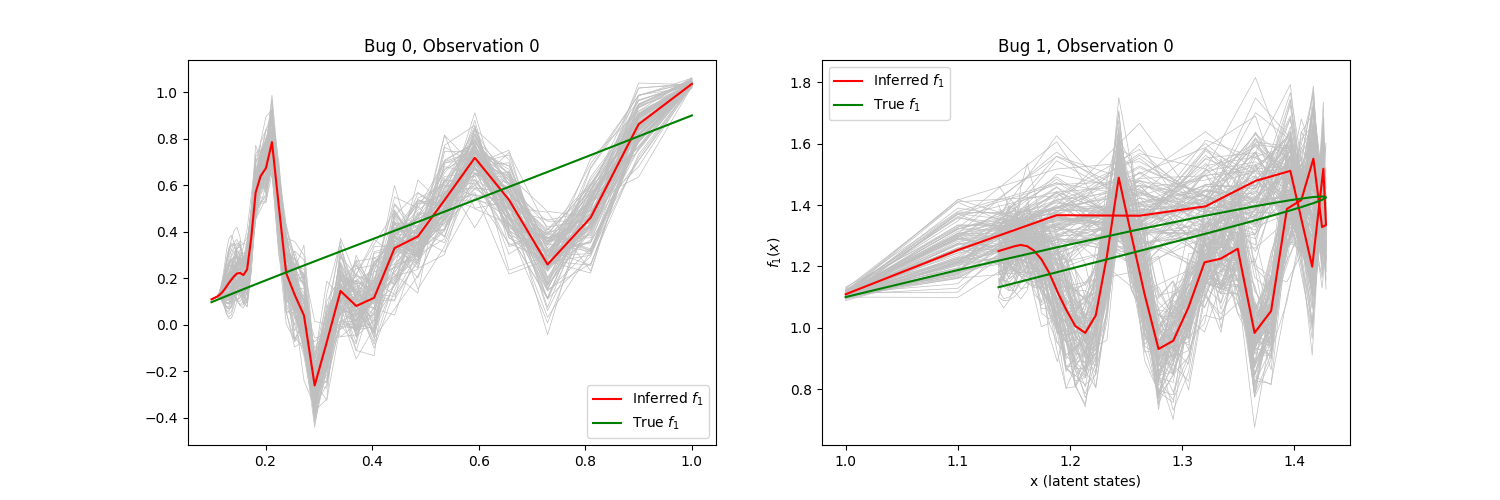 Bug 0, Observation 0
1.0
0.8
0.6
0.4
0.2
0.0
−0.2
−0.4
Inferred f₁
True f₁
0.2 0.4 0.6 0.8 1.0
Bug 1, Observation 0
Inferred f₁
True f₁
1.8
1.6
1.4
1.2
1.0
0.8
f₁(x)
1.0 1.1 1.2 1.3 1.4
x (latent states)